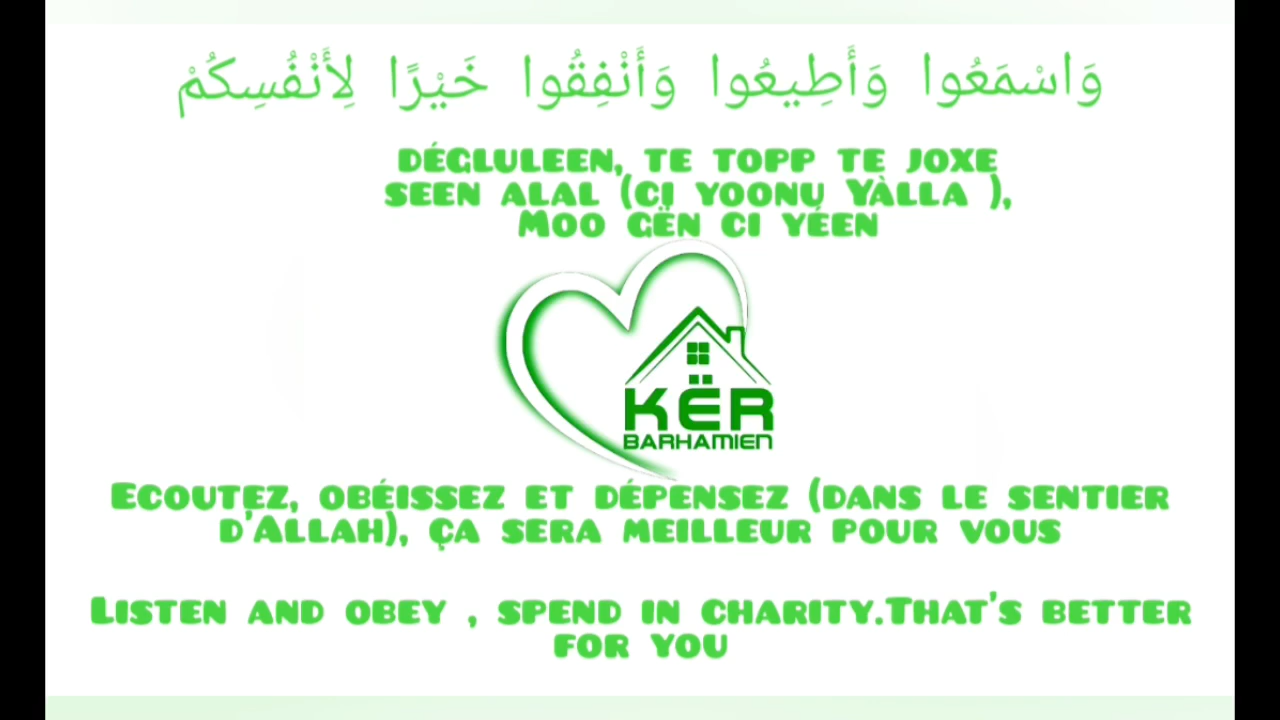 وَاسْمَعُوا وَأَطِيعُوا وَأَنْفِقُوا خَيْرًا لِأَنْفُسِكُمْ
dégluleen, te topp te joxe
seen alal (ci yoonu Yàlla ),
Moo gën ci yéen
KËR
BARHAMIEN
Ecoutez, obéissez et dépensez (dans le sentier
d'Allah), ça sera meilleur pour vous
Listen and obey , spend in charity.That's better
for you